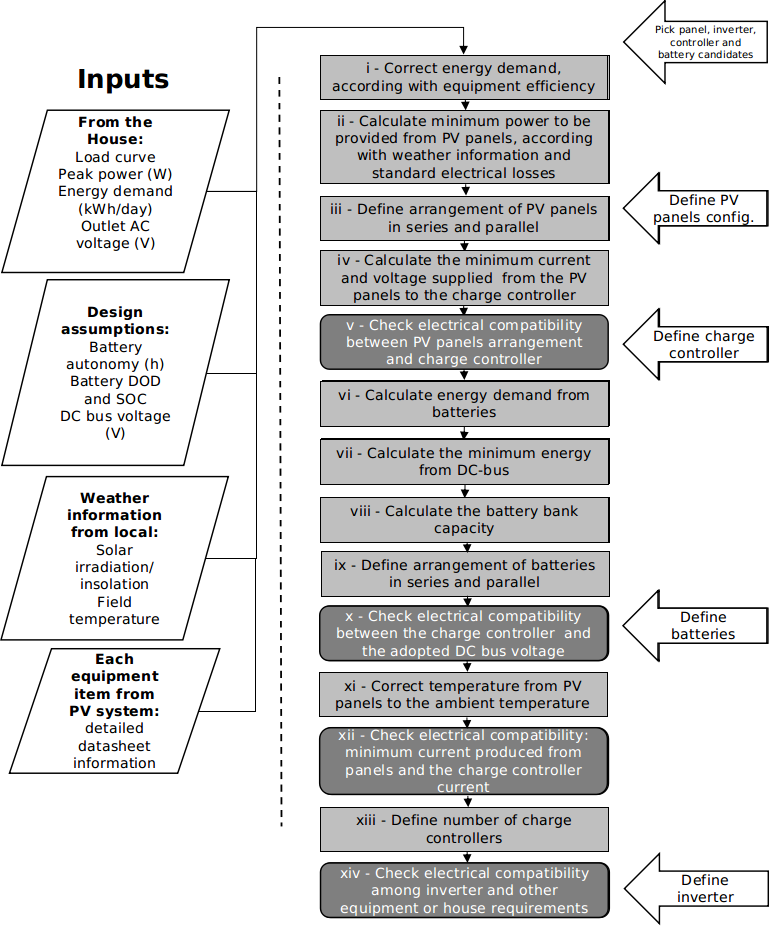 Inputs
From the
House:
Load curve
Peak power (W)
Energy demand
(kWh/day)
Outlet AC
voltage (V)
Design
assumptions:
Battery
autonomy (h)
Battery DOD
and SOC
DC bus voltage
(V)
Weather
information
from local:
Solar
irradiation/
insolation
Field
temperature
Each
equipment
item from
PV system:
detailed
datasheet
information
i - Correct energy demand,
according with equipment efficiency
ii - Calculate minimum power to be
provided from PV panels, according
with weather information and
standard electrical losses
iii - Define arrangement of PV panels
in series and parallel
iv - Calculate the minimum current
and voltage supplied from the PV
panels to the charge controller
v - Check electrical compatibility
between PV panels arrangement
and charge controller
vi - Calculate energy demand from
batteries
vii - Calculate the minimum energy
from DC-bus
viii - Calculate the battery bank
capacity
ix - Define arrangement of batteries
in series and parallel
x - Check electrical compatibility
between the charge controller and
the adopted DC bus voltage
xi - Correct temperature from PV
panels to the ambient temperature
xii - Check electrical compatibility:
minimum current produced from
panels and the charge controller
current
xiii - Define number of charge
controllers
xiv - Check electrical compatibility
among inverter and other
equipment or house requirements
Pick panel, inverter,
controller and
battery candidates
Define PV
panels config.
Define charge
controller
Define
batteries
Define
inverter